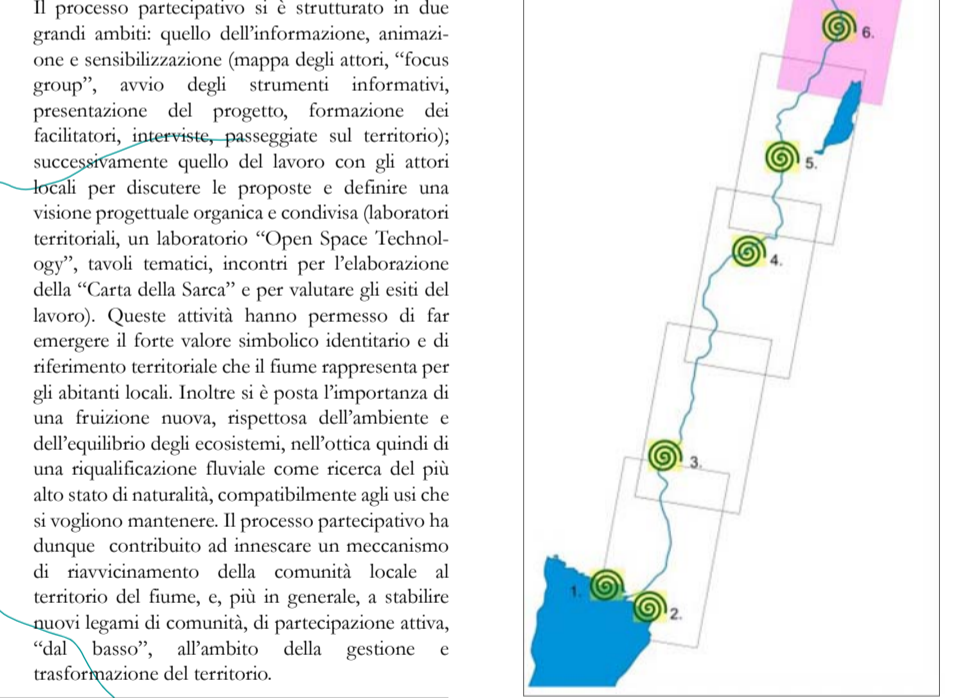 Il processo partecipativo si è strutturato in due
grandi ambiti: quello dell’informazione, animazi-
one e sensibilizzazione (mappa degli attori, “focus
group”, avvio degli strumenti informativi,
presentazione del progetto, formazione dei
facilitatori, interviste, passeggiate sul territorio);
successivamente quello del lavoro con gli attori
locali per discutere le proposte e definire una
visione progettuale organica e condivisa (laboratori
territoriali, un laboratorio “Open Space Technol-
ogy”, tavoli tematici, incontri per l’elaborazione
della “Carta della Sarca” e per valutare gli esiti del
lavoro). Queste attività hanno permesso di far
emergere il forte valore simbolico identitario e di
riferimento territoriale che il fiume rappresenta per
gli abitanti locali. Inoltre si è posta l’importanza di
una fruizione nuova, rispettosa dell’ambiente e
dell’equilibrio degli ecosistemi, nell’ottica quindi di
una riqualificazione fluviale come ricerca del più
alto stato di naturalità, compatibilmente agli usi che
si vogliono mantenere. Il processo partecipativo ha
dunque contribuito ad innescare un meccanismo
di riavvicinamento della comunità locale al
territorio del fiume, e, più in generale, a stabilire
nuovi legami di comunità, di partecipazione attiva,
“dal basso”, all’ambito della gestione e
trasformazione del territorio.
6.
5.
4.
3.
1.
2.